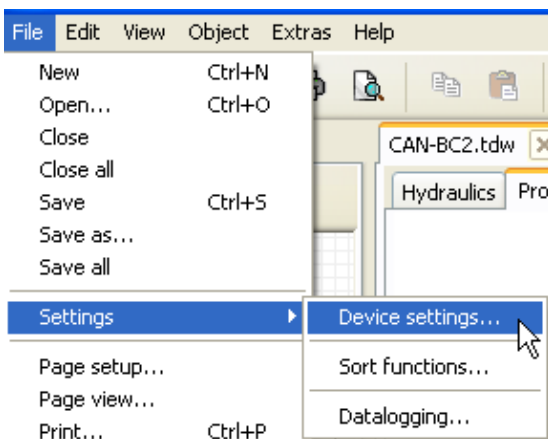 File Edit View Object Extras Help
New Ctrl+N
Open... Ctrl+O
Close
Close all
Save Ctrl+S
Save as...
Save all
Settings
Page setup...
Page view...
Print... Ctrl+P
Device settings...
Sort functions...
Datalogging...
CAN-BC2.tdw
Hydraulics Pro